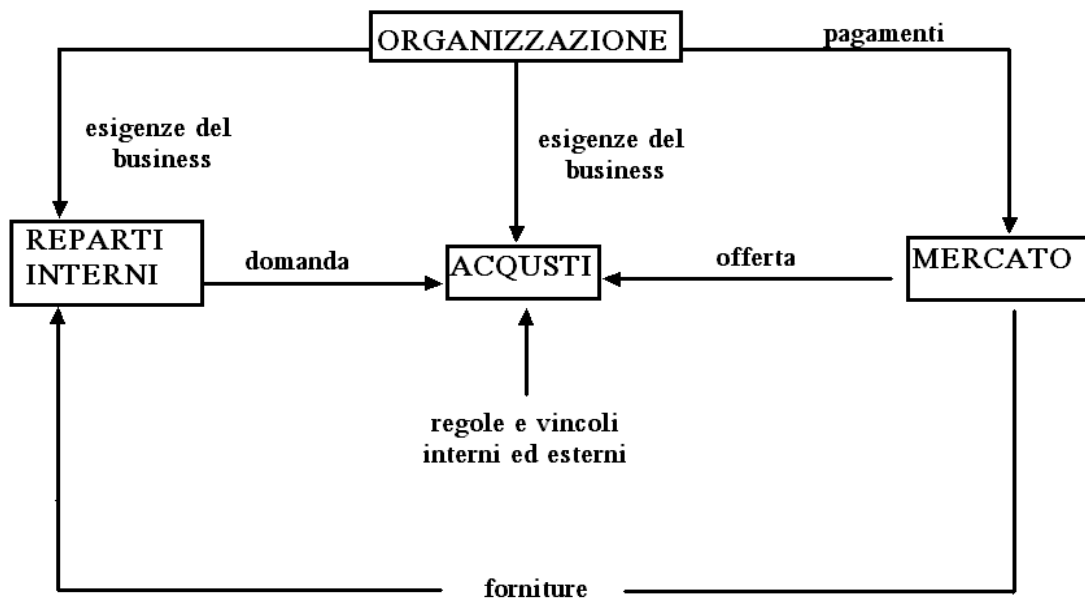 ORGANIZZAZIONE
pagamenti
esigenze del
business
esigenze del
business
REPARTI
INTERNI
domanda
ACQUSTI
offerta
MERCATO
regole e vincoli
interni ed esterni
forniture